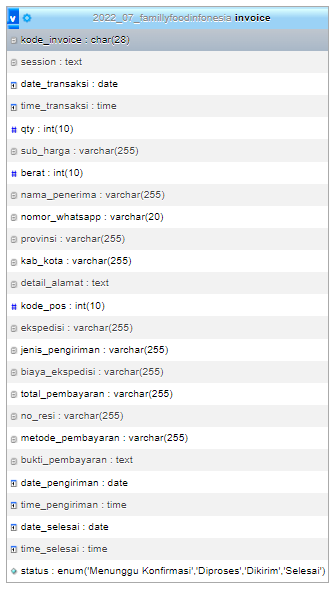 v 2022_07_famillyfoodinfonesia invoice
kode_invoice : char(28)
session : text
date_transaksi : date
time_transaksi : time
# qty : int(10)
sub_harga : varchar(255)
# berat : int(10)
nama_penerima : varchar(255)
nomor_whatsapp : varchar(20)
provinsi : varchar(255)
kab_kota : varchar(255)
detail_alamat : text
# kode_pos : int(10)
ekspedisi : varchar(255)
jenis_pengiriman : varchar(255)
biaya_ekspedisi : varchar(255)
total_pembayaran : varchar(255)
no_resi : varchar(255)
metode_pembayaran : varchar(255)
bukti_pembayaran : text
date_pengiriman : date
time_pengiriman : time
date_selesai : date
time_selesai : time
status : enum('Menunggu Konfirmasi','Diproses','Dikirim','Selesai')